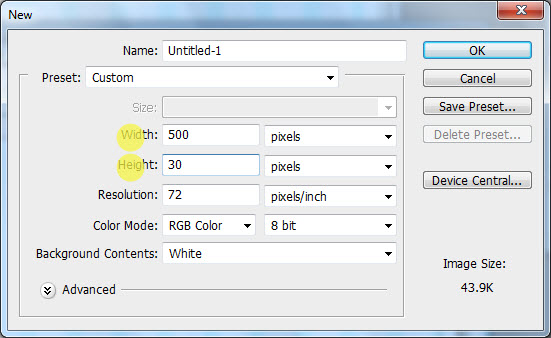 New
Name: Untitled-1
OK
Preset: Custom
Cancel
Size:
Save Preset...
Width: 500 pixels
Delete Preset...
Height: 30 pixels
Device Central...
Resolution: 72 pixels/inch
Color Mode: RGB Color 8 bit
Background Contents: White
Image Size:
43.9K
Advanced